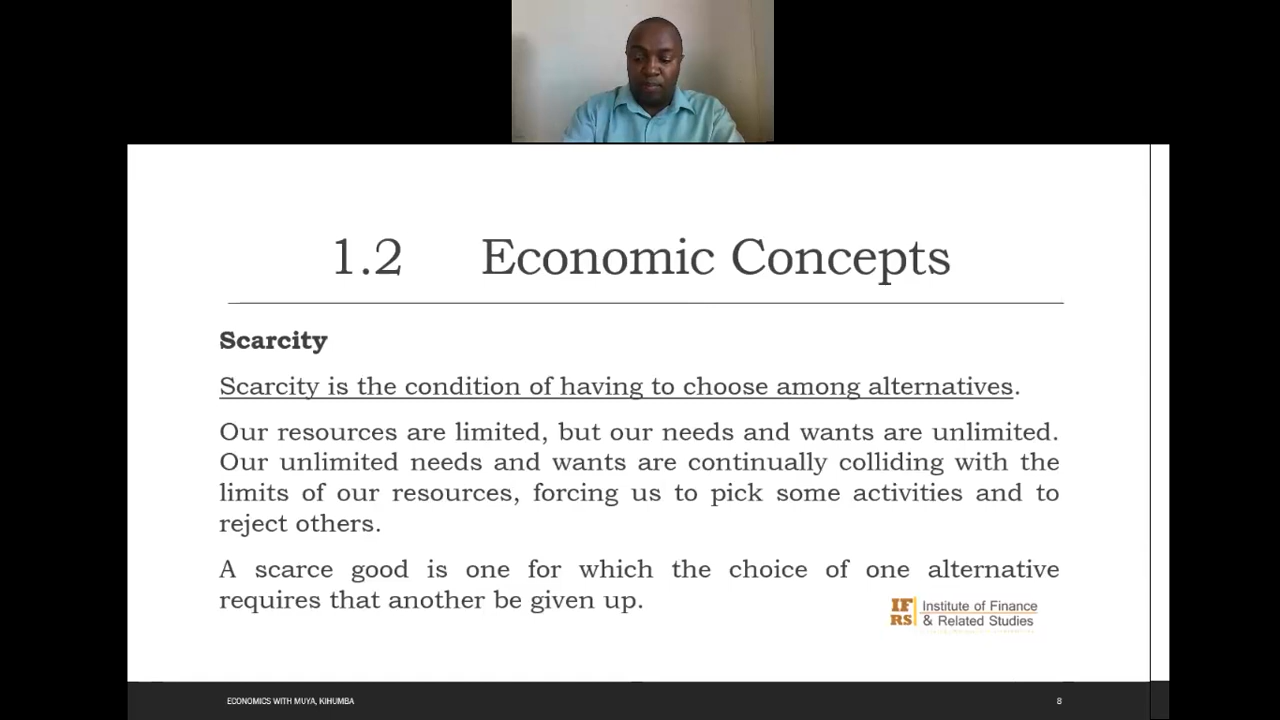 1.2 Economic Concepts
Scarcity
Scarcity is the condition of having to choose among alternatives.
Our resources are limited, but our needs and wants are unlimited.
Our unlimited needs and wants are continually colliding with the
limits of our resources, forcing us to pick some activities and to
reject others.
A scarce good is one for which the choice of one alternative
requires that another be given up.
IF
RS
Institute of Finance
& Related Studies
ECONOMICS WITH MUYA, KIHUMBA
8